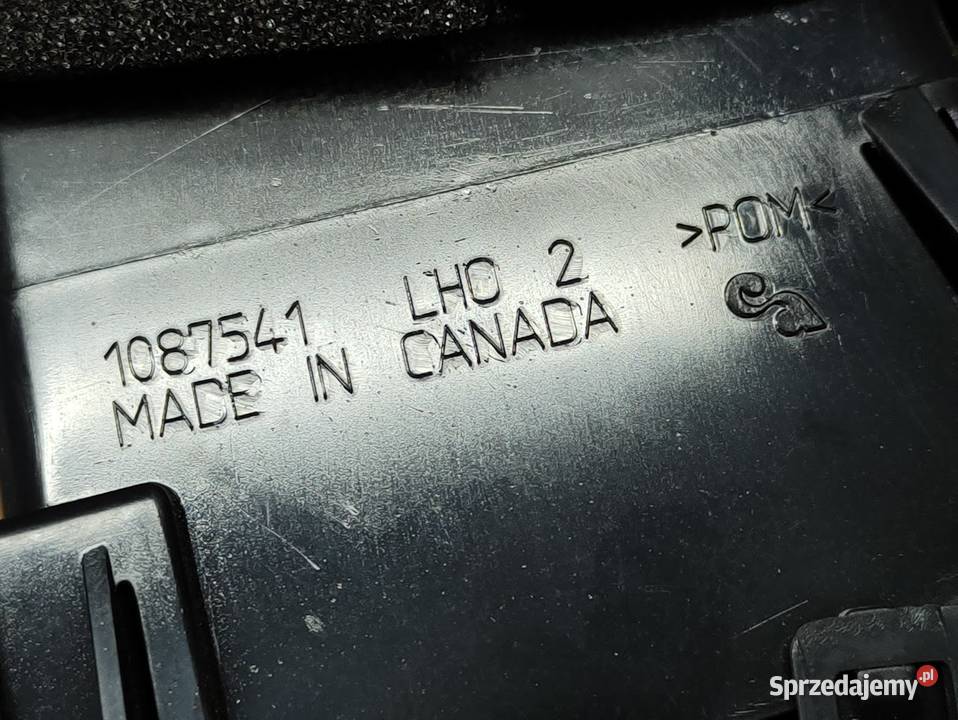 1087541 LHO 2
MADE IN CANADA
>POM<
Sprzedajemy.pl